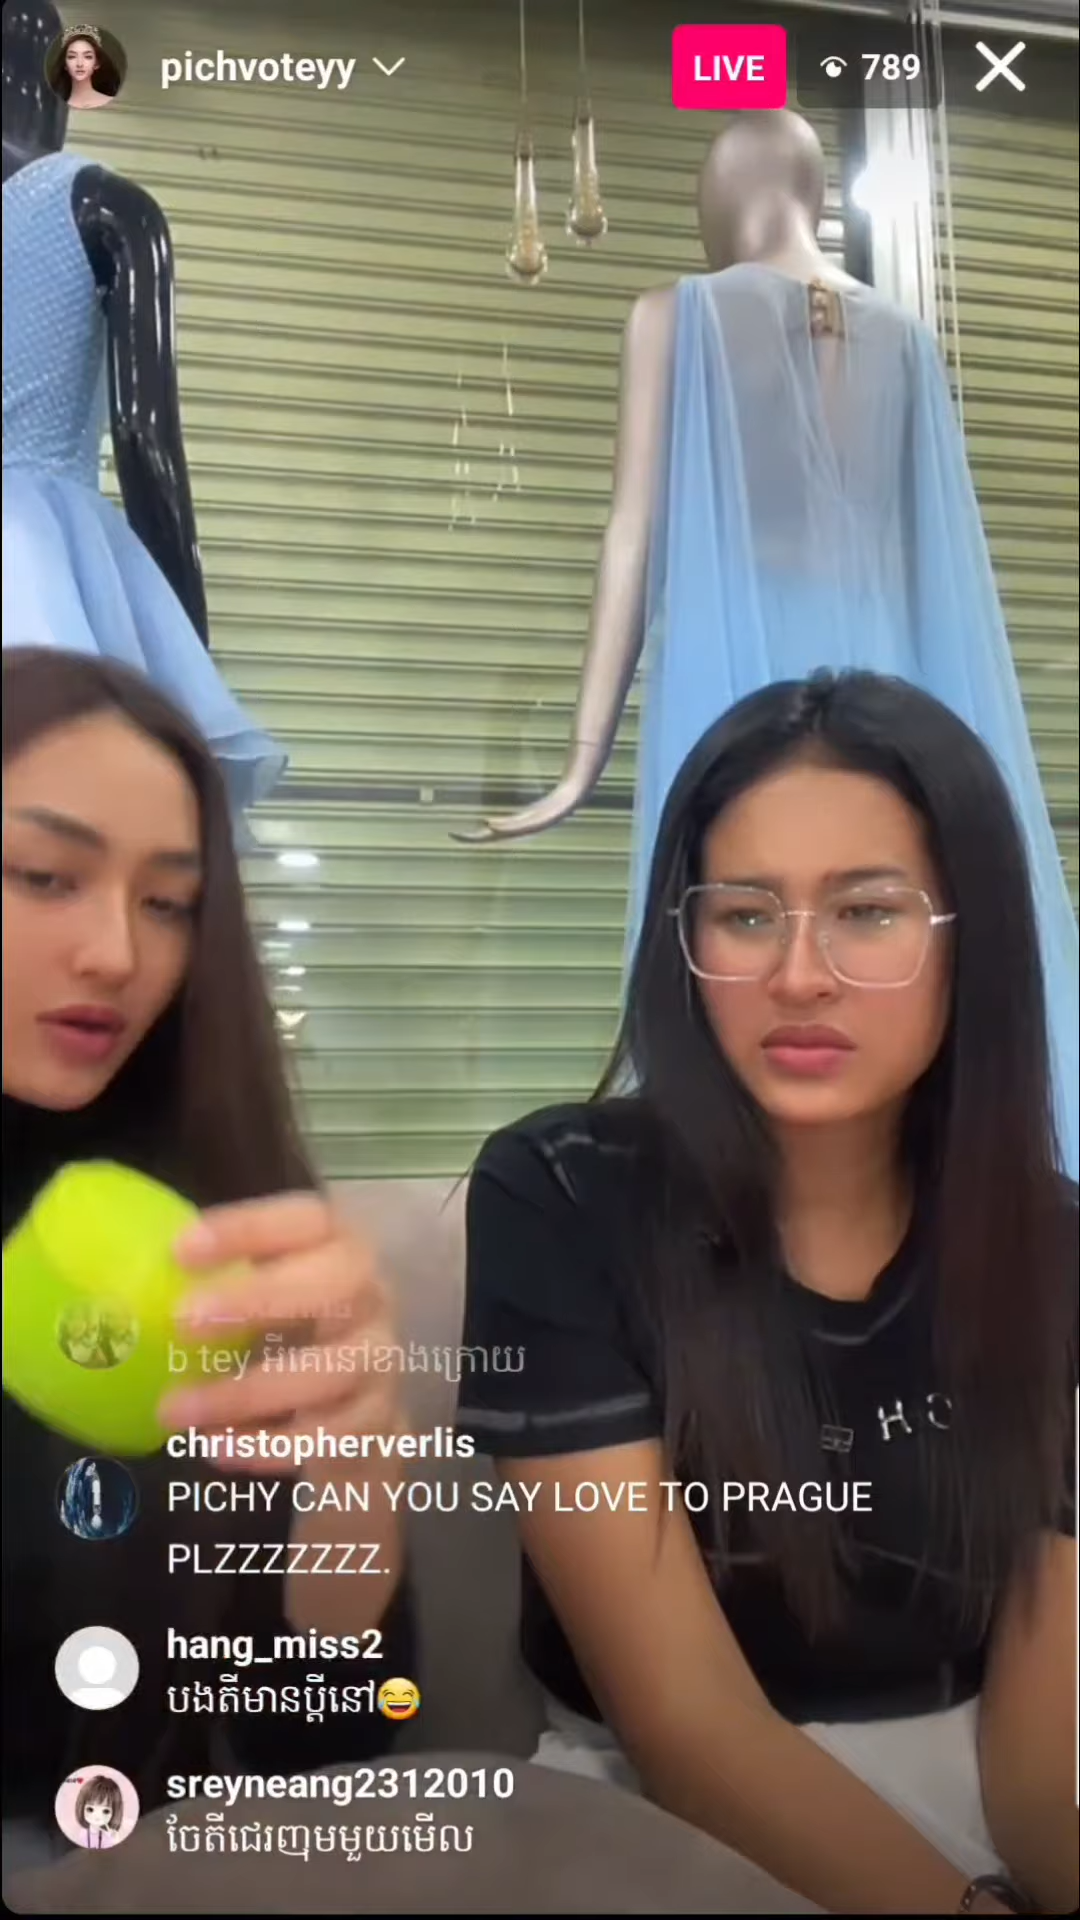 pichvoteyy
LIVE
789
b tey អីគេនៅខាងក្រោយ
christopherverlis
PICHY CAN YOU SAY LOVE TO PRAGUE
PLZZZZZZZ.
hang_miss2
បងតីមានប្ដីនៅ😂
sreyneang2312010
ចែតីជេរញុមមួយមើល